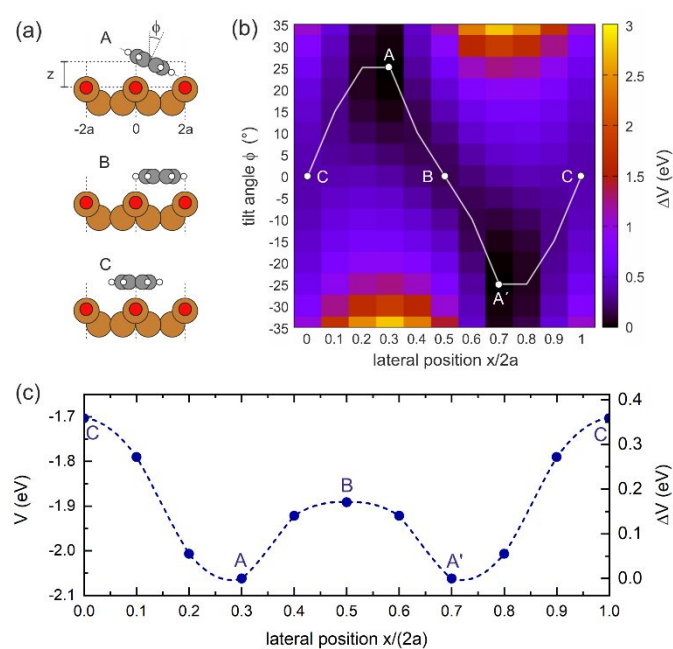 (a)
A
ϕ
z
-2a 0 2a
B
C
(b)
tilt angle ϕ (°)
35
30
25
20
15
10
5
0
-5
-10
-15
-20
-25
-30
-35
A
C
B
C
A´
0 0.1 0.2 0.3 0.4 0.5 0.6 0.7 0.8 0.9 1
lateral position x/2a
3
2.5
2
1.5
1
0.5
0
ΔV (eV)
(c)
V (eV)
-1.7
-1.8
-1.9
-2.0
-2.1
C
A
B
A'
C
0.4
0.3
0.2
0.1
0.0
ΔV (eV)
0.0 0.1 0.2 0.3 0.4 0.5 0.6 0.7 0.8 0.9 1.0
lateral position x/(2a)